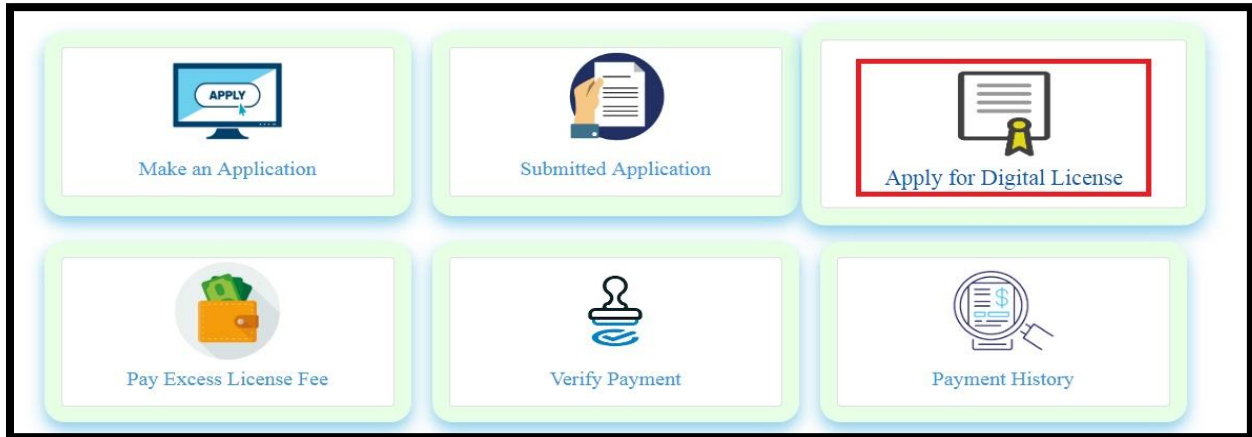 APPLY
Make an Application
Submitted Application
Apply for Digital License
Pay Excess License Fee
$
Verify Payment
Payment History